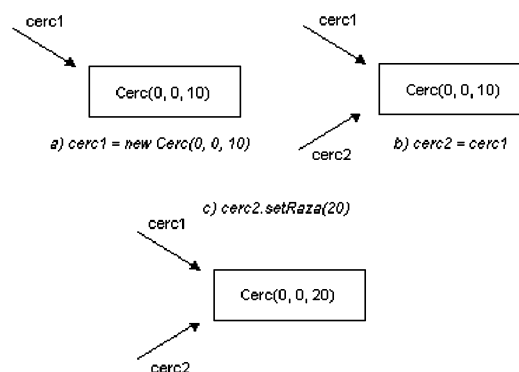 cerc1
Cerc(0, 0, 10)
a) cerc1 = new Cerc(0, 0, 10)
cerc1
Cerc(0, 0, 10)
cerc2
b) cerc2 = cerc1
c) cerc2.setRaza(20)
cerc1
Cerc(0, 0, 20)
cerc2